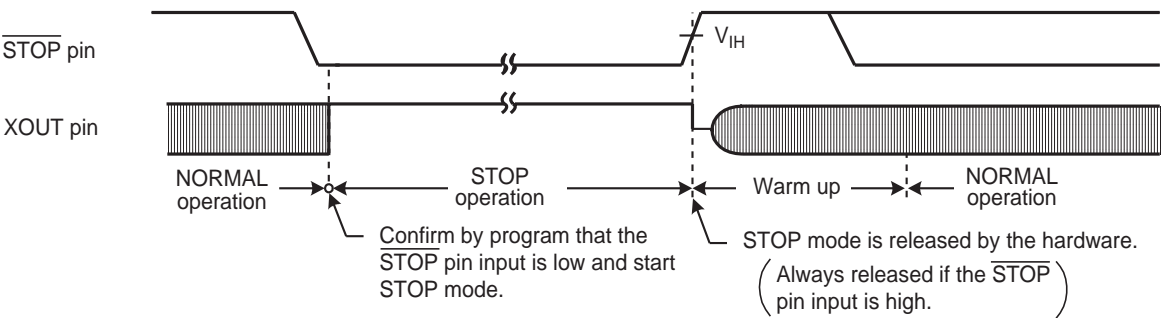 STOP pin
VIH
XOUT pin
NORMAL
operation
STOP
operation
Warm up
NORMAL
operation
Confirm by program that the
STOP pin input is low and start
STOP mode.
STOP mode is released by the hardware.
(Always released if the STOP
pin input is high.)